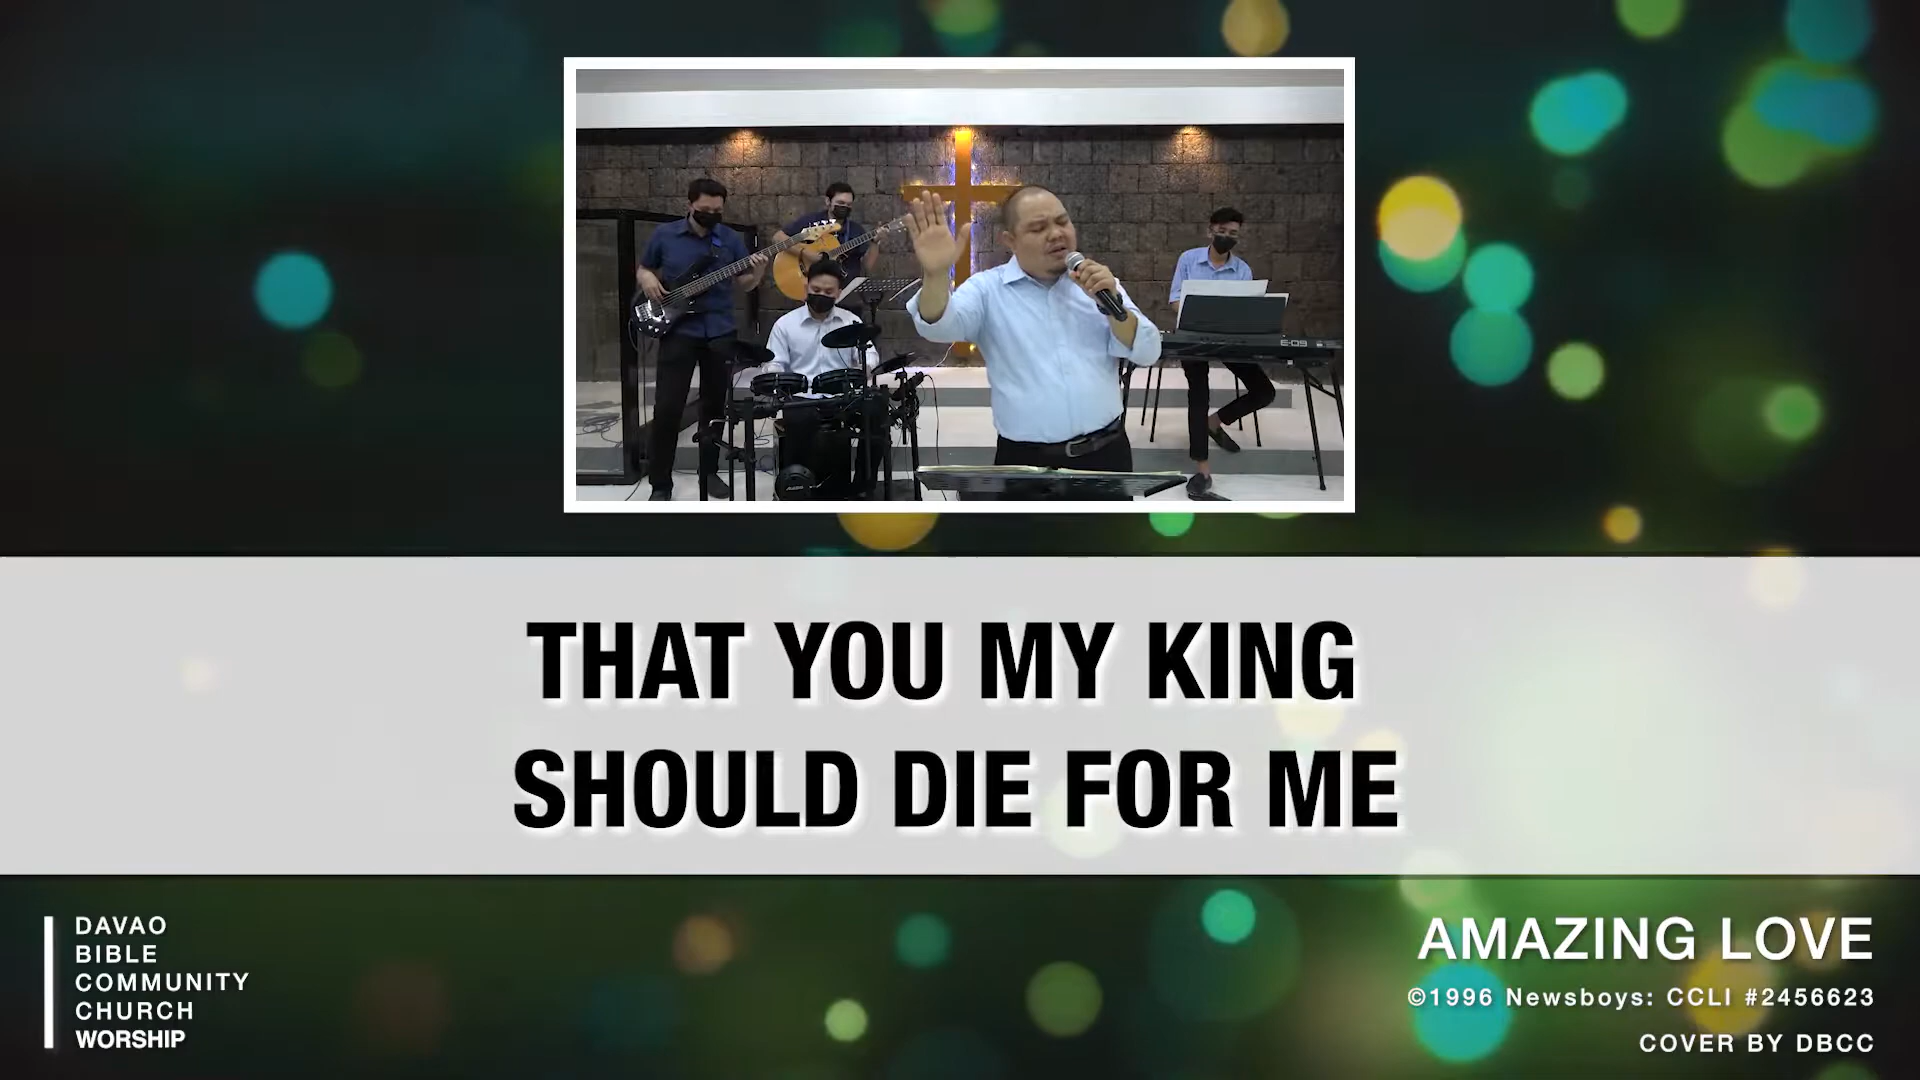 E-09
THAT YOU MY KING
SHOULD DIE FOR ME
DAVAO
BIBLE
COMMUNITY
CHURCH
WORSHIP
AMAZING LOVE
©1996 Newsboys: CCLI #2456623
COVER BY DBCC